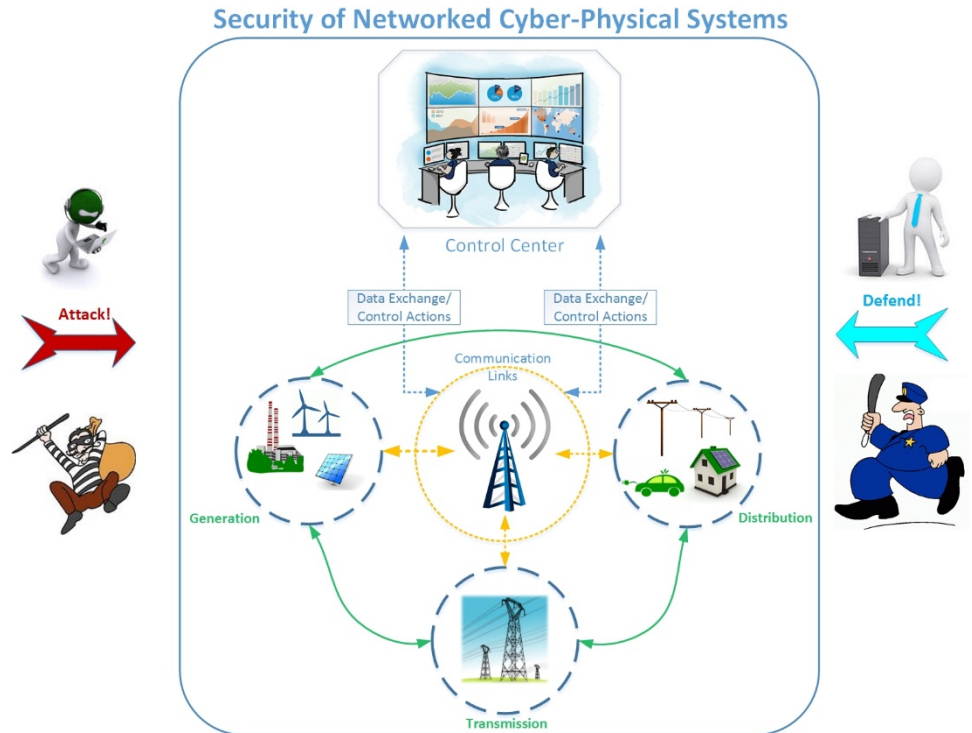 Security of Networked Cyber-Physical Systems
Control Center
Data Exchange/
Control Actions
Data Exchange/
Control Actions
Attack!
Defend!
Communication
Links
Generation
Distribution
Transmission